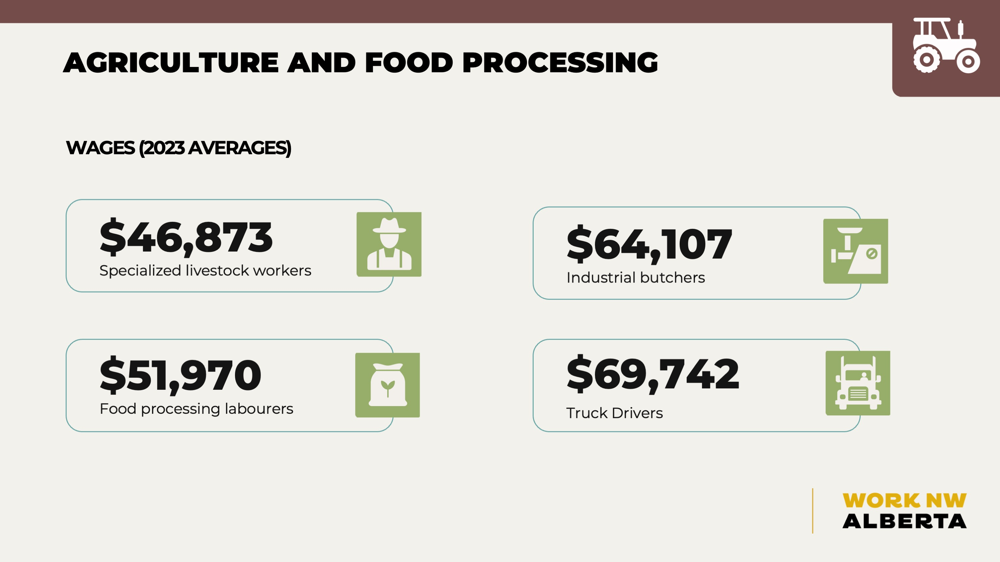 AGRICULTURE AND FOOD PROCESSING
WAGES (2023 AVERAGES)
$46,873
Specialized livestock workers
$64,107
Industrial butchers
$51,970
Food processing labourers
$69,742
Truck Drivers
WORK NW
ALBERTA